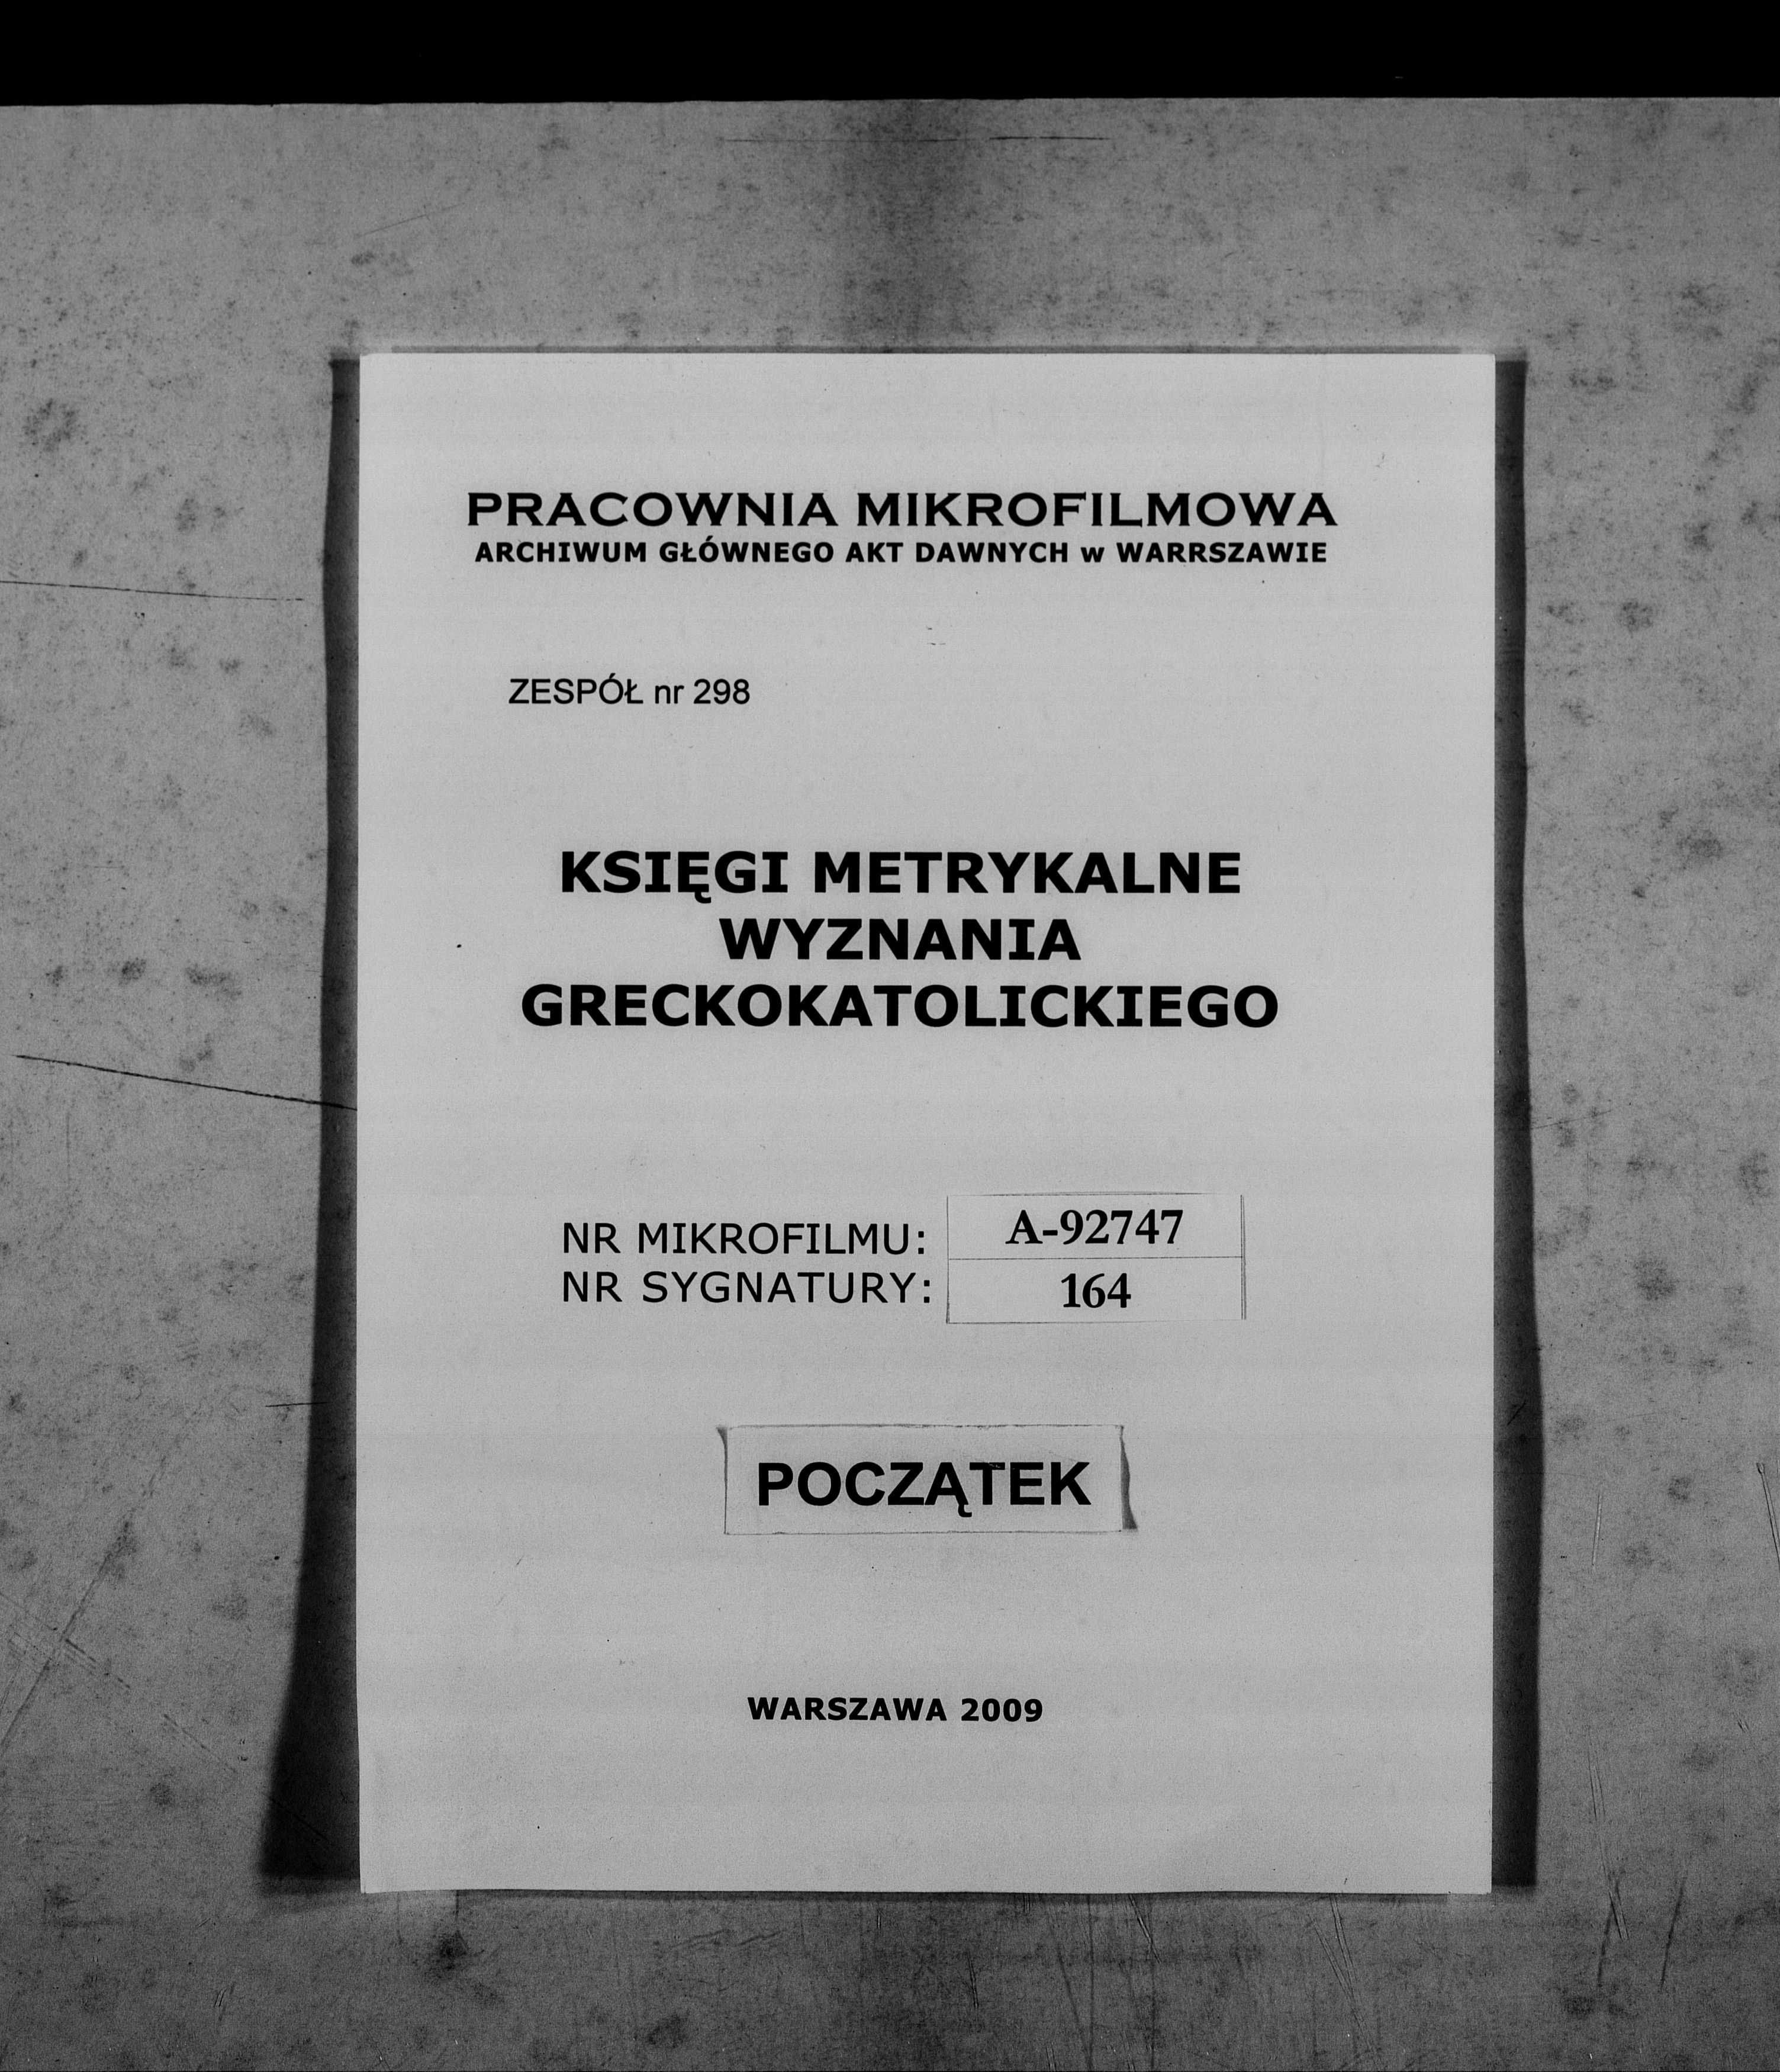 PRACOWNIA MIKROFILMOWA
ARCHIWUM GŁÓWNEGO AKT DAWNYCH w WARRSZAWIE
ZESPÓŁ nr 298
KSIĘGI METRYKALNE
WYZNANIA
GRECKOKATOLICKIEGO
NR MIKROFILMU: A-92747
NR SYGNATURY: 164
POCZĄTEK
WARSZAWA 2009